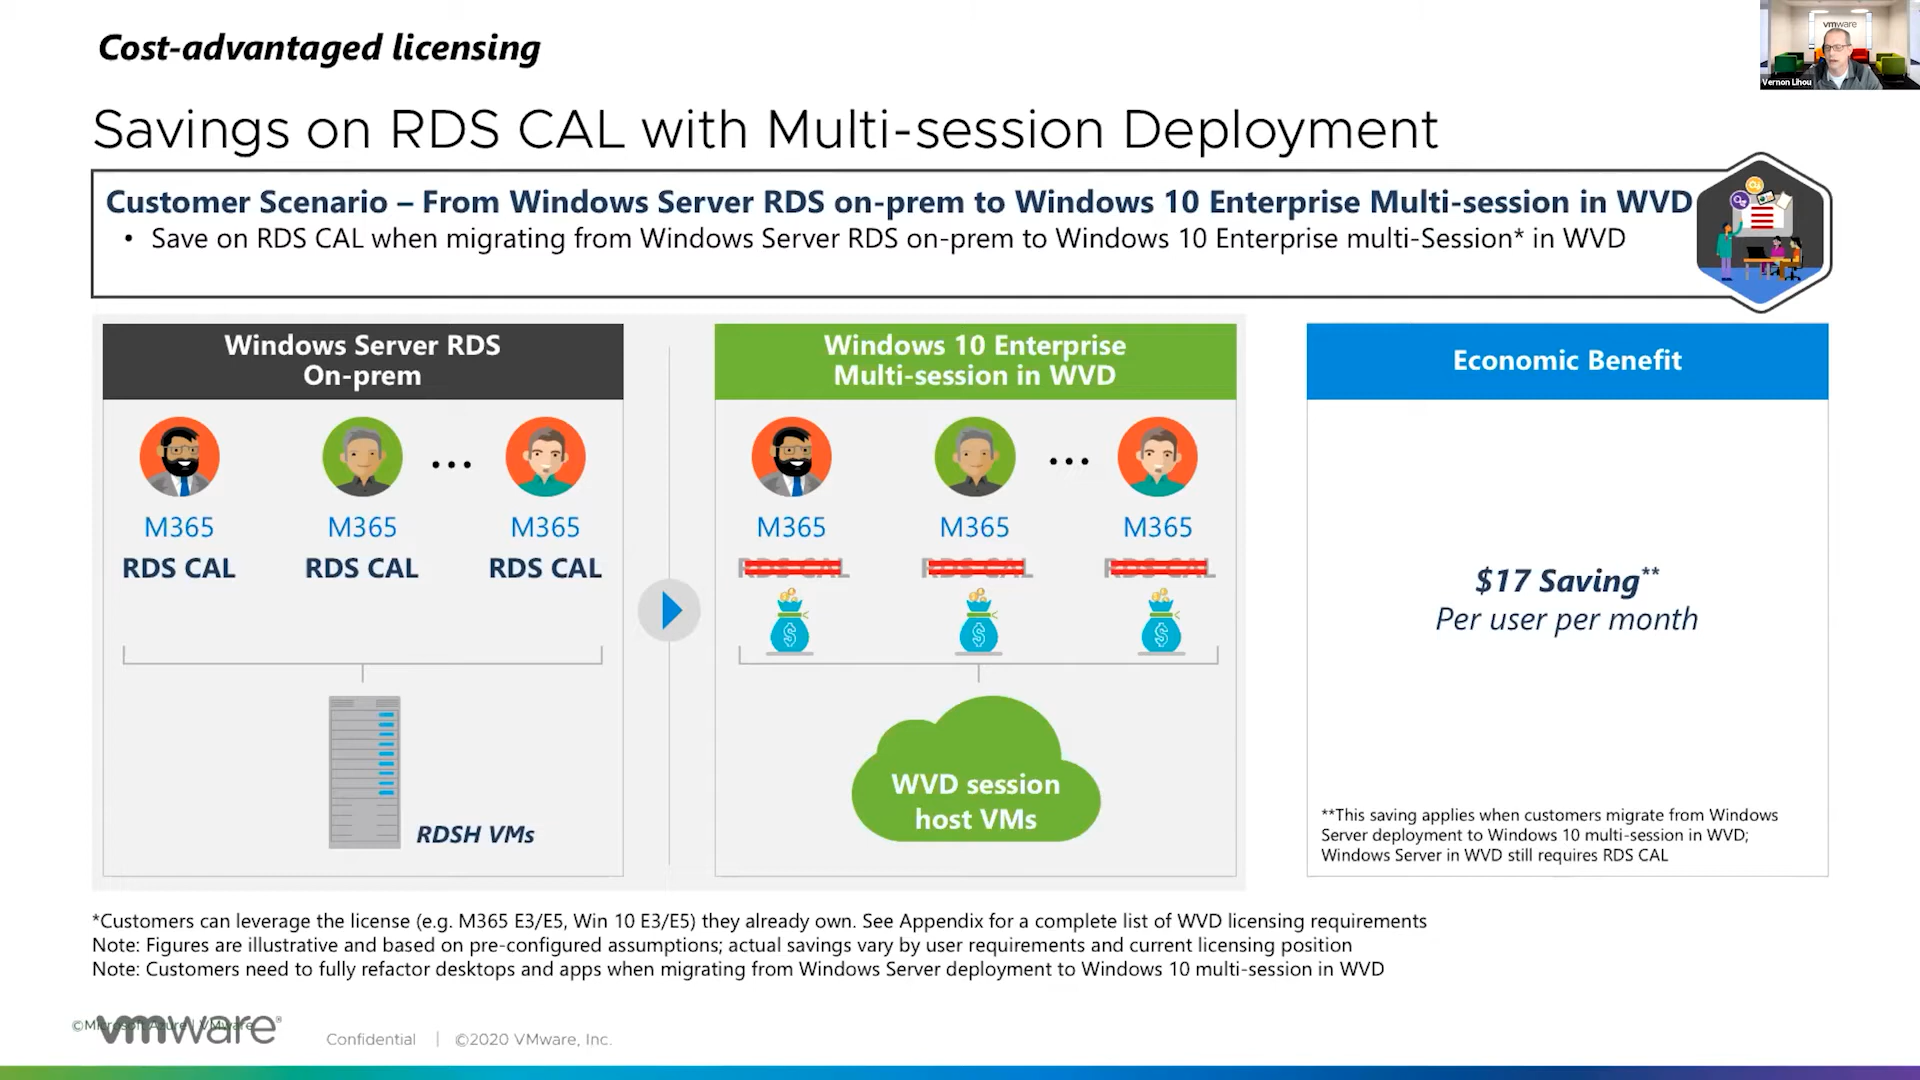 Cost-advantaged licensing
vmware
Vernon Lihou
Savings on RDS CAL with Multi-session Deployment
Customer Scenario – From Windows Server RDS on-prem to Windows 10 Enterprise Multi-session in WVD
• Save on RDS CAL when migrating from Windows Server RDS on-prem to Windows 10 Enterprise multi-Session* in WVD
Windows Server RDS
On-prem
M365 M365 ... M365
RDS CAL RDS CAL RDS CAL
RDSH VMs
Windows 10 Enterprise
Multi-session in WVD
M365 M365 ... M365
RDS CAL RDS CAL RDS CAL
$ $ $
WVD session
host VMs
Economic Benefit
$17 Saving**
Per user per month
**This saving applies when customers migrate from Windows
Server deployment to Windows 10 multi-session in WVD;
Windows Server in WVD still requires RDS CAL
*Customers can leverage the license (e.g. M365 E3/E5, Win 10 E3/E5) they already own. See Appendix for a complete list of WVD licensing requirements
Note: Figures are illustrative and based on pre-configured assumptions; actual savings vary by user requirements and current licensing position
Note: Customers need to fully refactor desktops and apps when migrating from Windows Server deployment to Windows 10 multi-session in WVD
©Microsoft Azure | VMware
vmware®
Confidential | ©2020 VMware, Inc.